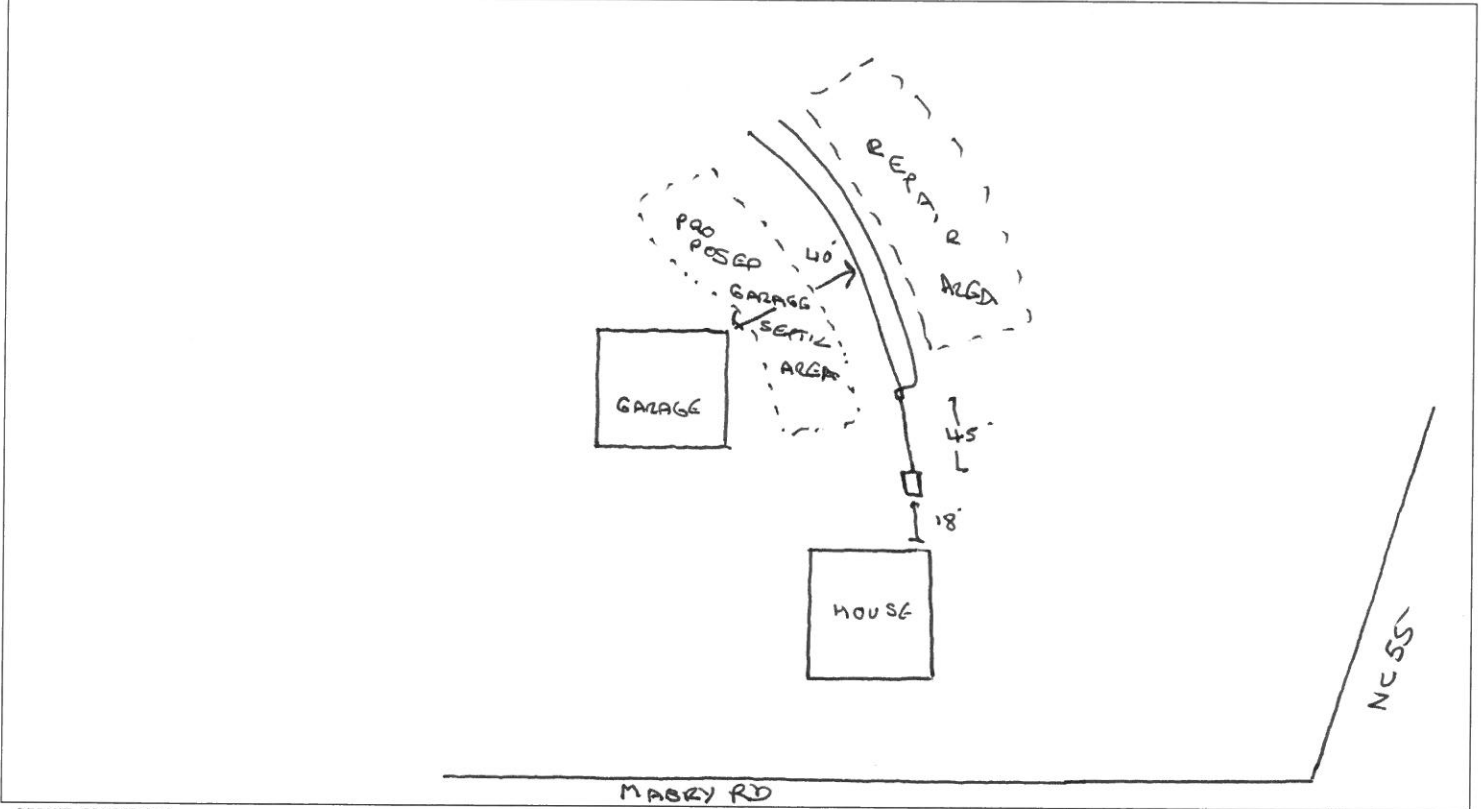 REPAIR
AREA
PRO
POSED
GARAGE
SEPTIC
AREA
40'
GARAGE
45'
18'
HOUSE
NC 55
MABRY RD